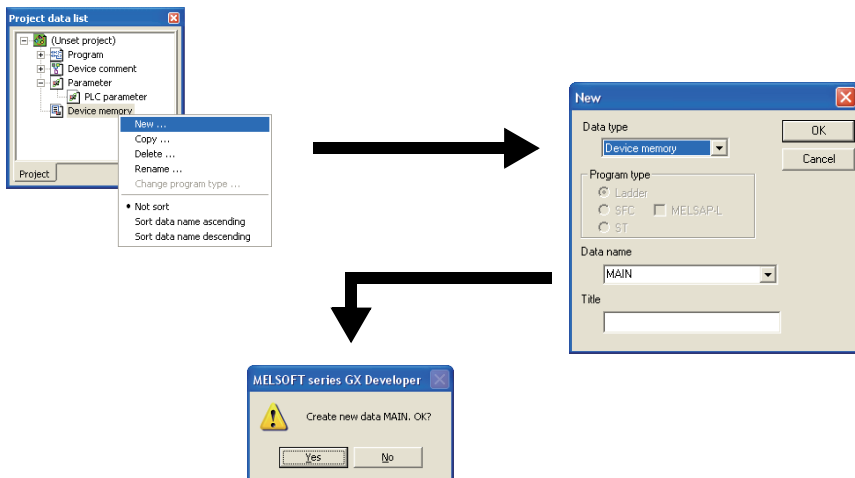 Project data list
(Unset project)
Program
Device comment
Parameter
PLC parameter
Device memory
Project
New ...
Copy ...
Delete ...
Rename ...
Change program type ...
Not sort
Sort data name ascending
Sort data name descending
New
Data type
Device memory
OK
Cancel
Program type
Ladder
SFC MELSAP-L
ST
Data name
MAIN
Title
MELSOFT series GX Developer
Create new data MAIN. OK?
Yes No